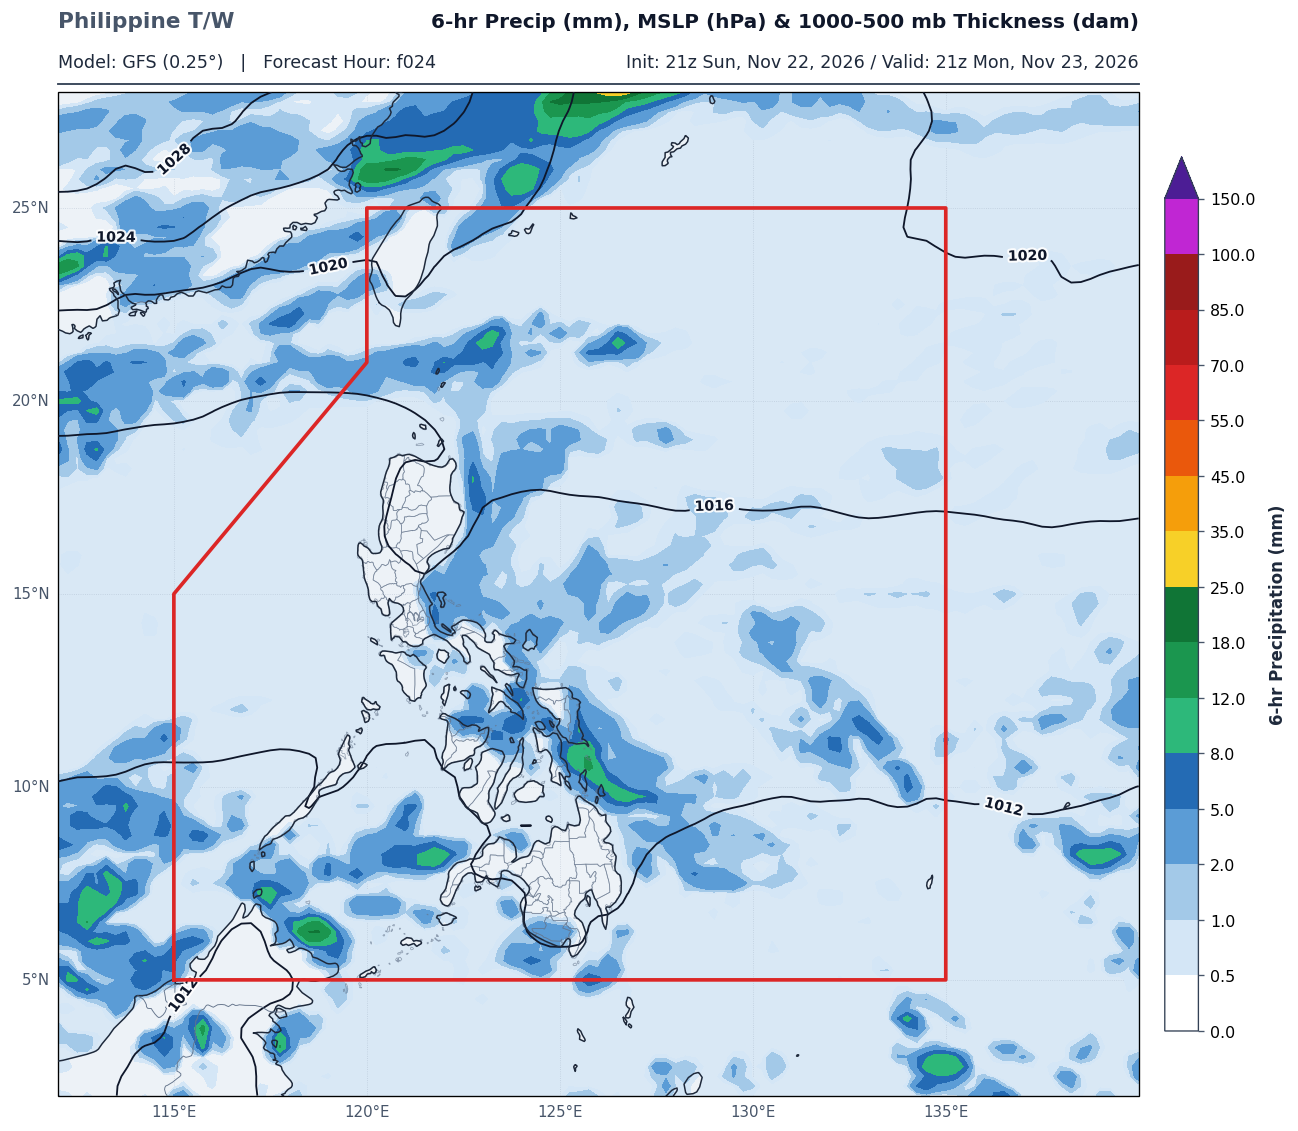 Philippine T/W
6-hr Precip (mm), MSLP (hPa) & 1000-500 mb Thickness (dam)
Model: GFS (0.25°) | Forecast Hour: f024
Init: 21z Sun, Nov 22, 2026 / Valid: 21z Mon, Nov 23, 2026
1028
1024
1020
1020
1016
1012
1012
25°N
20°N
15°N
10°N
5°N
115°E
120°E
125°E
130°E
135°E
150.0
100.0
85.0
70.0
55.0
45.0
35.0
25.0
18.0
12.0
8.0
5.0
2.0
1.0
0.5
0.0
6-hr Precipitation (mm)